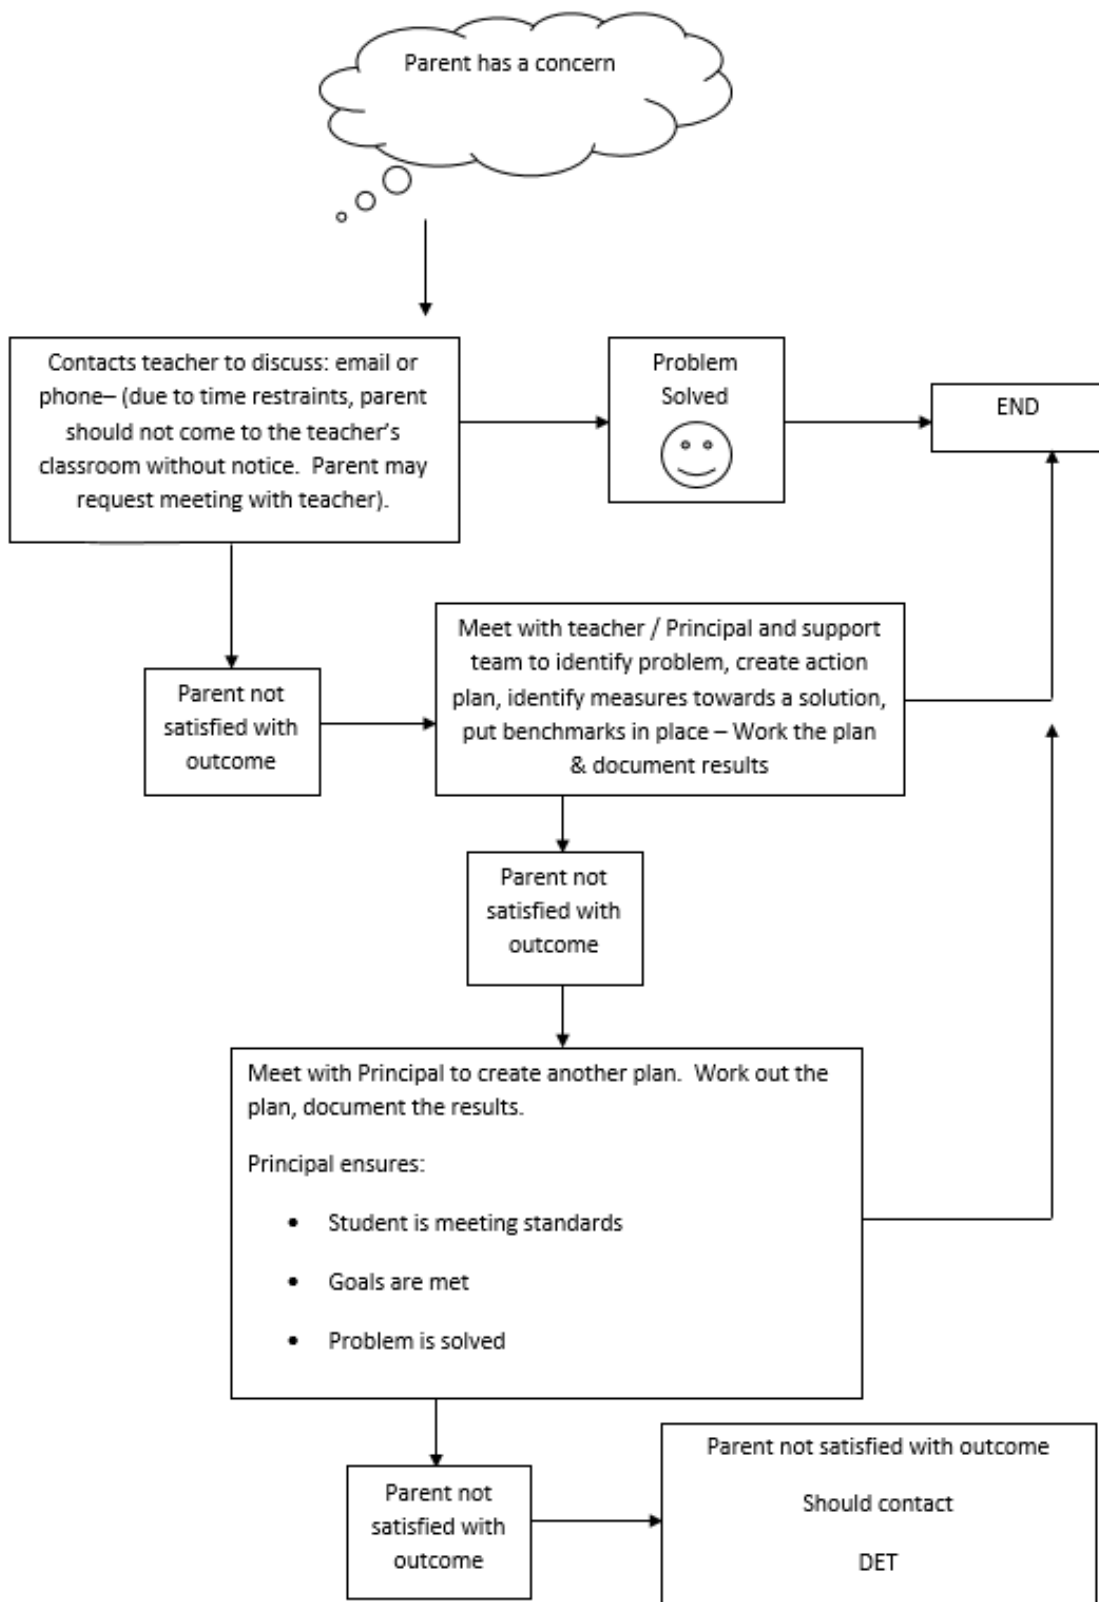 Parent has a concern
Contacts teacher to discuss: email or
phone– (due to time restraints, parent
should not come to the teacher's
classroom without notice.  Parent may
request meeting with teacher).
Problem
Solved
END
Meet with teacher / Principal and support
team to identify problem, create action
plan, identify measures towards a solution,
put benchmarks in place – Work the plan
& document results
Parent not
satisfied with
outcome
Parent not
satisfied with
outcome
Meet with Principal to create another plan.  Work out the
plan, document the results.
Principal ensures:
• Student is meeting standards
• Goals are met
• Problem is solved
Parent not
satisfied with
outcome
Parent not satisfied with outcome
Should contact
DET